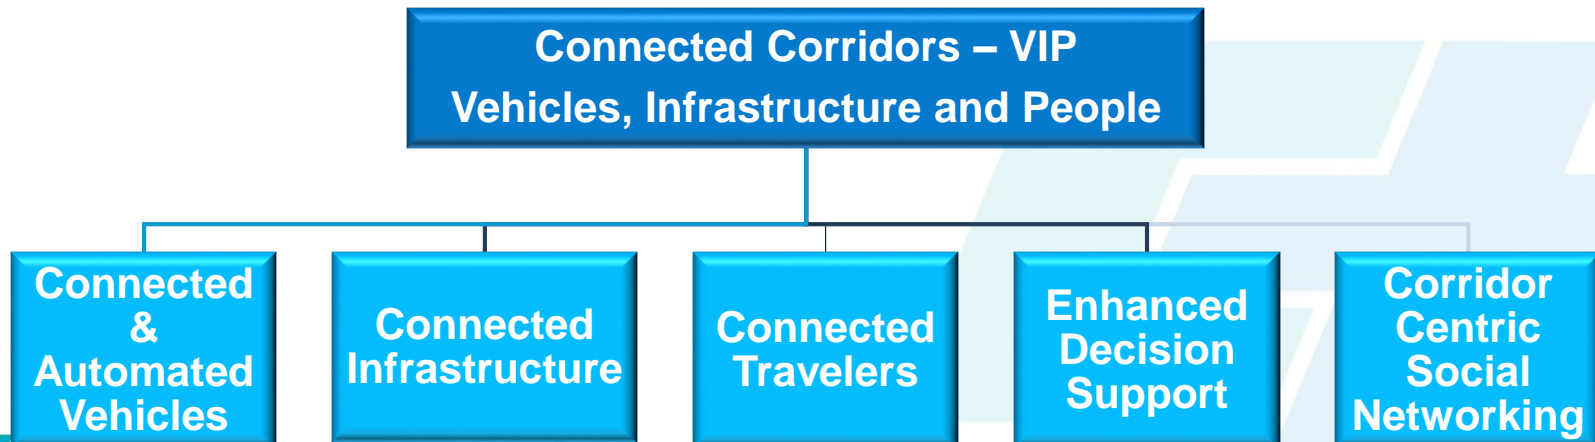 Connected Corridors – VIP
Vehicles, Infrastructure and People
Connected
&
Automated
Vehicles
Connected
Infrastructure
Connected
Travelers
Enhanced
Decision
Support
Corridor
Centric
Social
Networking